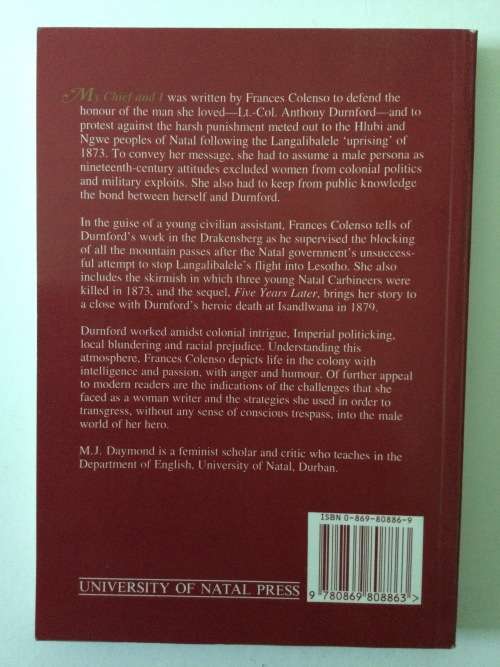 My Chief and I was written by Frances Colenso to defend the
honour of the man she loved—Lt.-Col. Anthony Durnford—and to
protest against the harsh punishment meted out to the Hlubi and
Ngwe peoples of Natal following the Langalibalele ‘uprising’ of
1873. To convey her message, she had to assume a male persona as
nineteenth-century attitudes excluded women from colonial politics
and military exploits. She also had to keep from public knowledge
the bond between herself and Durnford.
In the guise of a young civilian assistant, Frances Colenso tells of
Durnford's work in the Drakensberg as he supervised the blocking
of all the mountain passes after the Natal government's unsuccess-
ful attempt to stop Langalibalele's flight into Lesotho. She also
includes the skirmish in which three young Natal Carbineers were
killed in 1873, and the sequel, Five Years Later, brings her story to
a close with Durnford's heroic death at Isandlwana in 1879.
Durnford worked amidst colonial intrigue, Imperial politicking,
local blundering and racial prejudice. Understanding this
atmosphere, Frances Colenso depicts life in the colony with
intelligence and passion, with anger and humour. Of further appeal
to modern readers are the indications of the challenges that she
faced as a woman writer and the strategies she used in order to
transgress, without any sense of conscious trespass, into the male
world of her hero.
M.J. Daymond is a feminist scholar and critic who teaches in the
Department of English, University of Natal, Durban.
ISBN 0-869-80886-9
9 780869 808863 >
UNIVERSITY OF NATAL PRESS